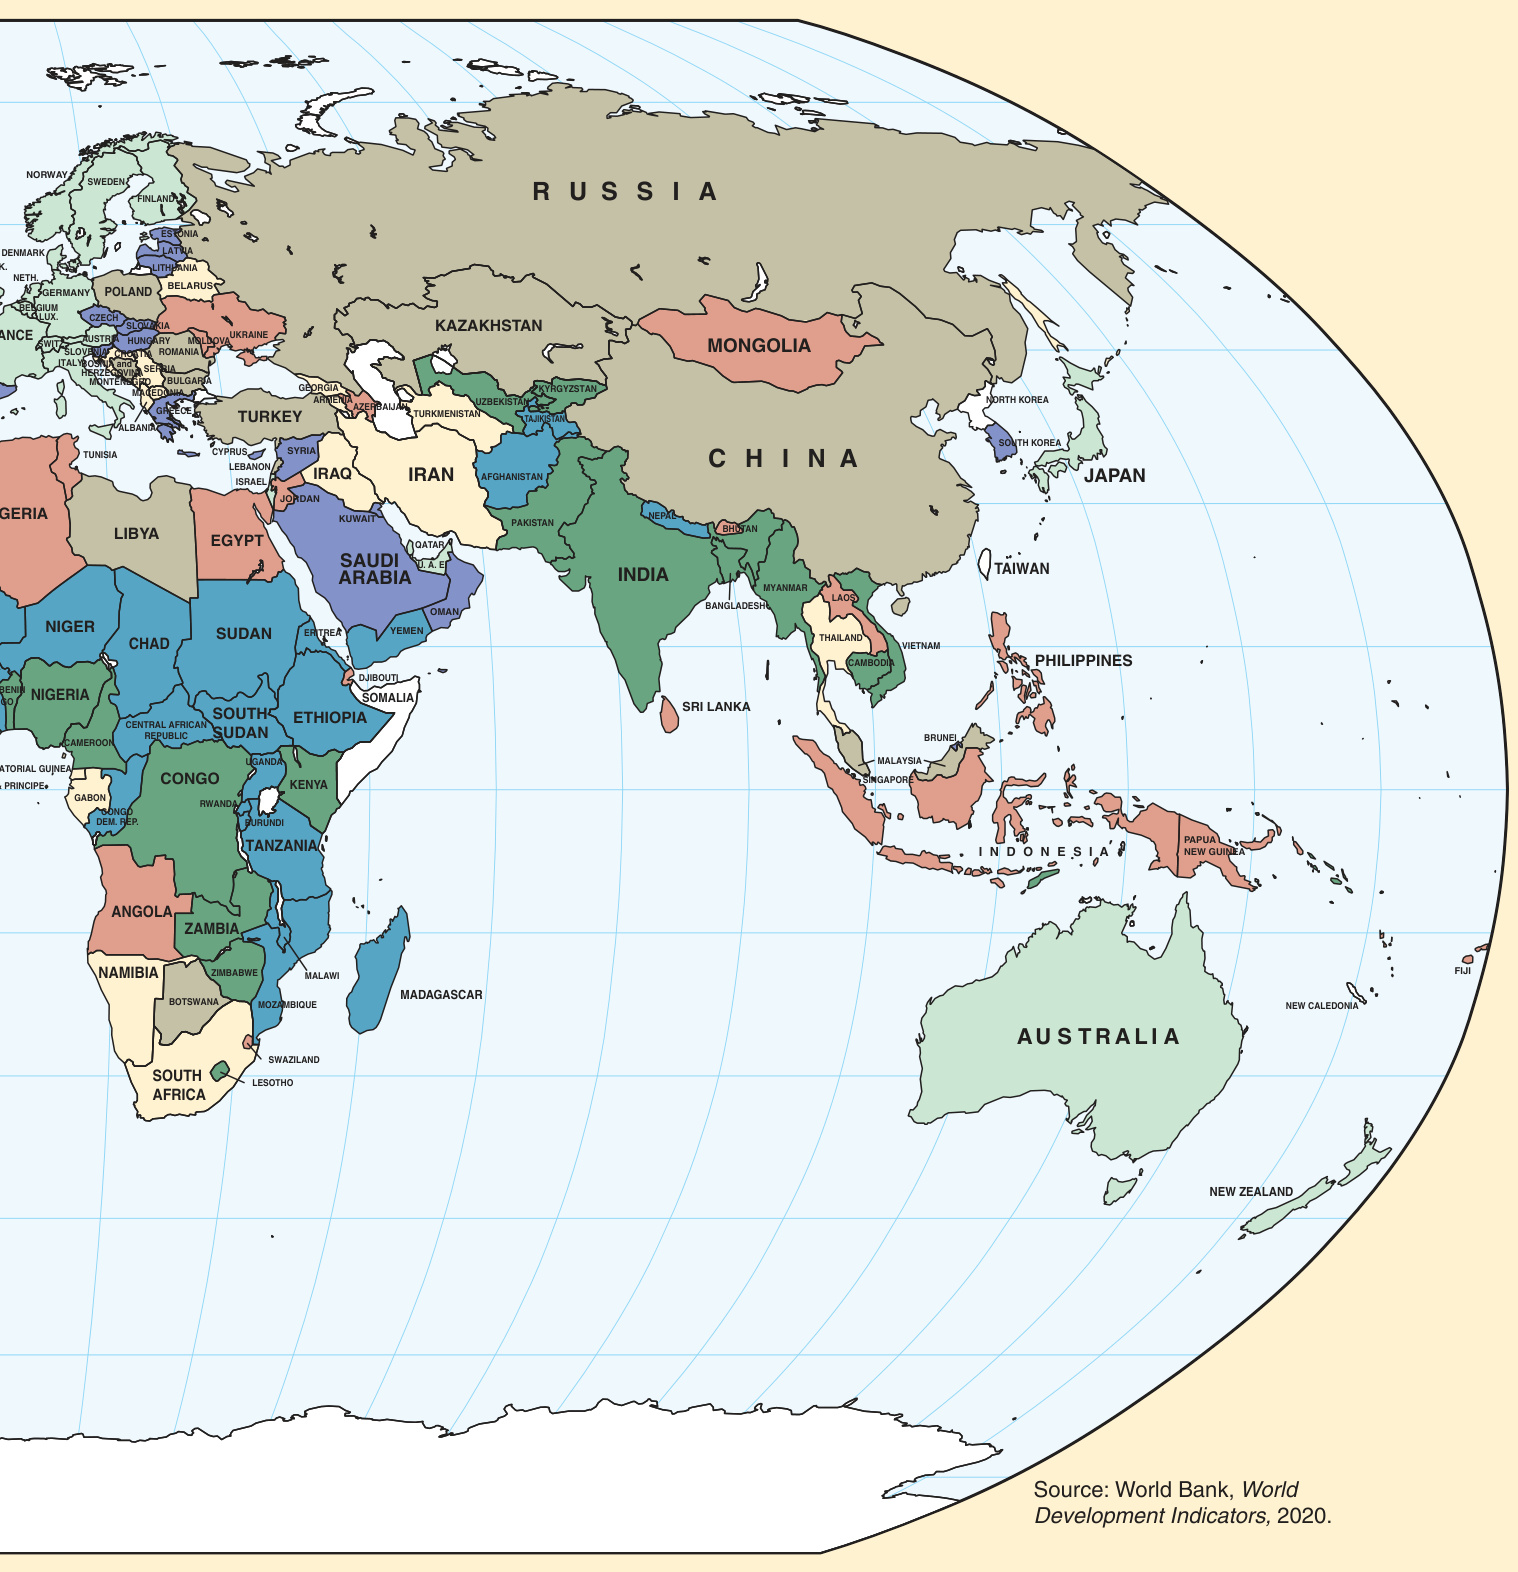 R U S S I A
NORWAY
SWEDEN
FINLAND
ESTONIA
LATVIA
LITHUANIA
DENMARK
K.
NETH.
GERMANY
POLAND
BELARUS
BELGIUM
LUX.
CZECH
SLOVAKIA
UKRAINE
ANCE
SWIT
AUSTR
HUNGARY
MOLDOVA
SLOVENIA
CROATIA
ROMANIA
ITALY
BOSNIA and
HERZEGOVINA
SERBIA
MONTENEGRO
BULGARIA
MACEDONIA
GREECE
ALBANIA
KAZAKHSTAN
MONGOLIA
GEORGIA
ARMENIA
AZERBAIJAN
UZBEKISTAN
KYRGYZSTAN
TURKMENISTAN
TAJIKISTAN
TURKEY
NORTH KOREA
SOUTH KOREA
JAPAN
C H I N A
TUNISIA
CYPRUS
SYRIA
LEBANON
ISRAEL
IRAQ
IRAN
AFGHANISTAN
JORDAN
KUWAIT
PAKISTAN
NEPAL
BHUTAN
GERIA
LIBYA
EGYPT
SAUDI
ARABIA
QATAR
U. A. E
INDIA
TAIWAN
MYANMAR
LAOS
BANGLADESH
OMAN
YEMEN
NIGER
CHAD
SUDAN
ERITREA
THAILAND
VIETNAM
CAMBODIA
PHILIPPINES
DJIBOUTI
SOMALIA
BENIN
GO
NIGERIA
CENTRAL AFRICAN
REPUBLIC
SOUTH
SUDAN
ETHIOPIA
SRI LANKA
CAMEROON
BRUNEI
MALAYSIA
SINGAPORE
ATORIAL GUINEA
PRINCIPE
GABON
CONGO
UGANDA
KENYA
RWANDA
CONGO
DEM. REP.
BURUNDI
TANZANIA
I N D O N E S I A
PAPUA
NEW GUINEA
ANGOLA
ZAMBIA
NAMIBIA
ZIMBABWE
MALAWI
BOTSWANA
MOZAMBIQUE
MADAGASCAR
FIJI
NEW CALEDONIA
AUSTRALIA
SWAZILAND
SOUTH
AFRICA
LESOTHO
NEW ZEALAND
Source: World Bank, World
Development Indicators, 2020.